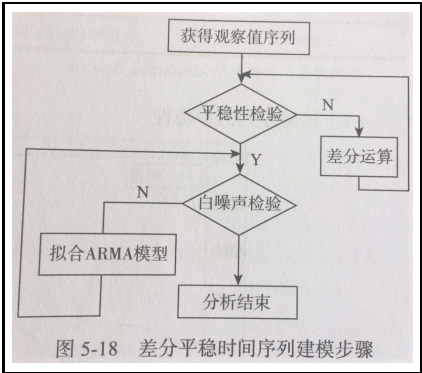 获得观察值序列
平稳性检验
N
差分运算
Y
N
白噪声检验
拟合ARMA模型
分析结束
图 5-18 差分平稳时间序列建模步骤